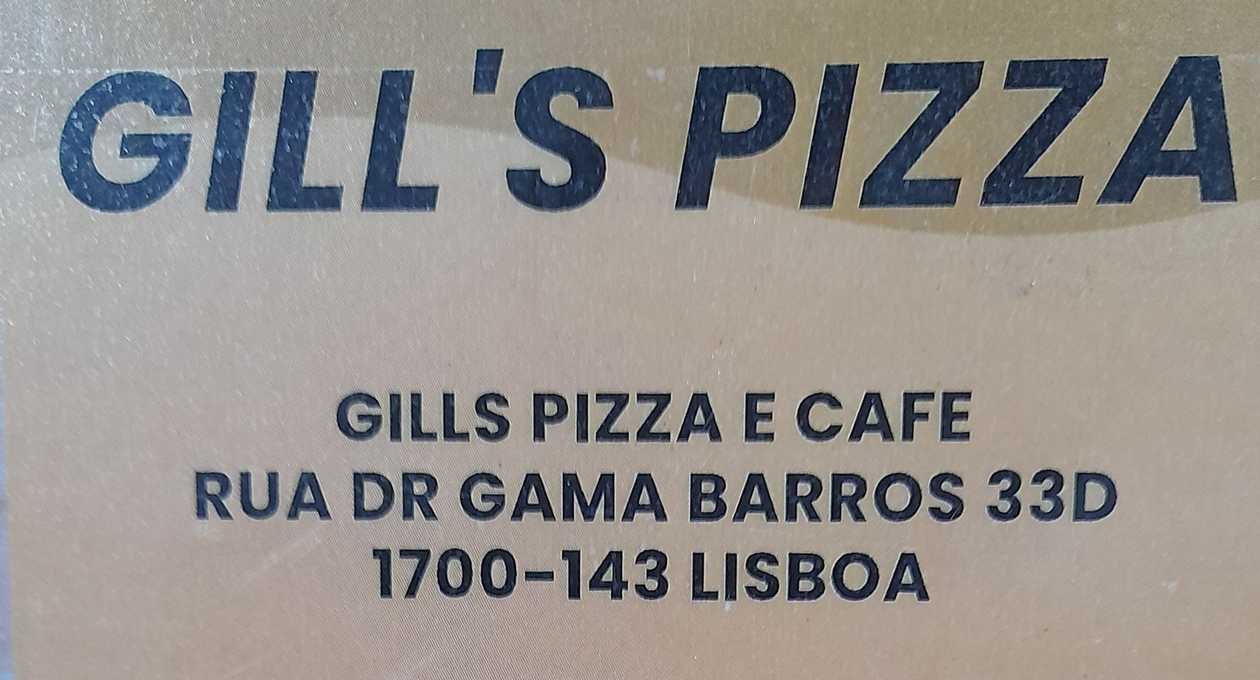 GILL'S PIZZA
GILLS PIZZA E CAFE
RUA DR GAMA BARROS 33D
1700-143 LISBOA